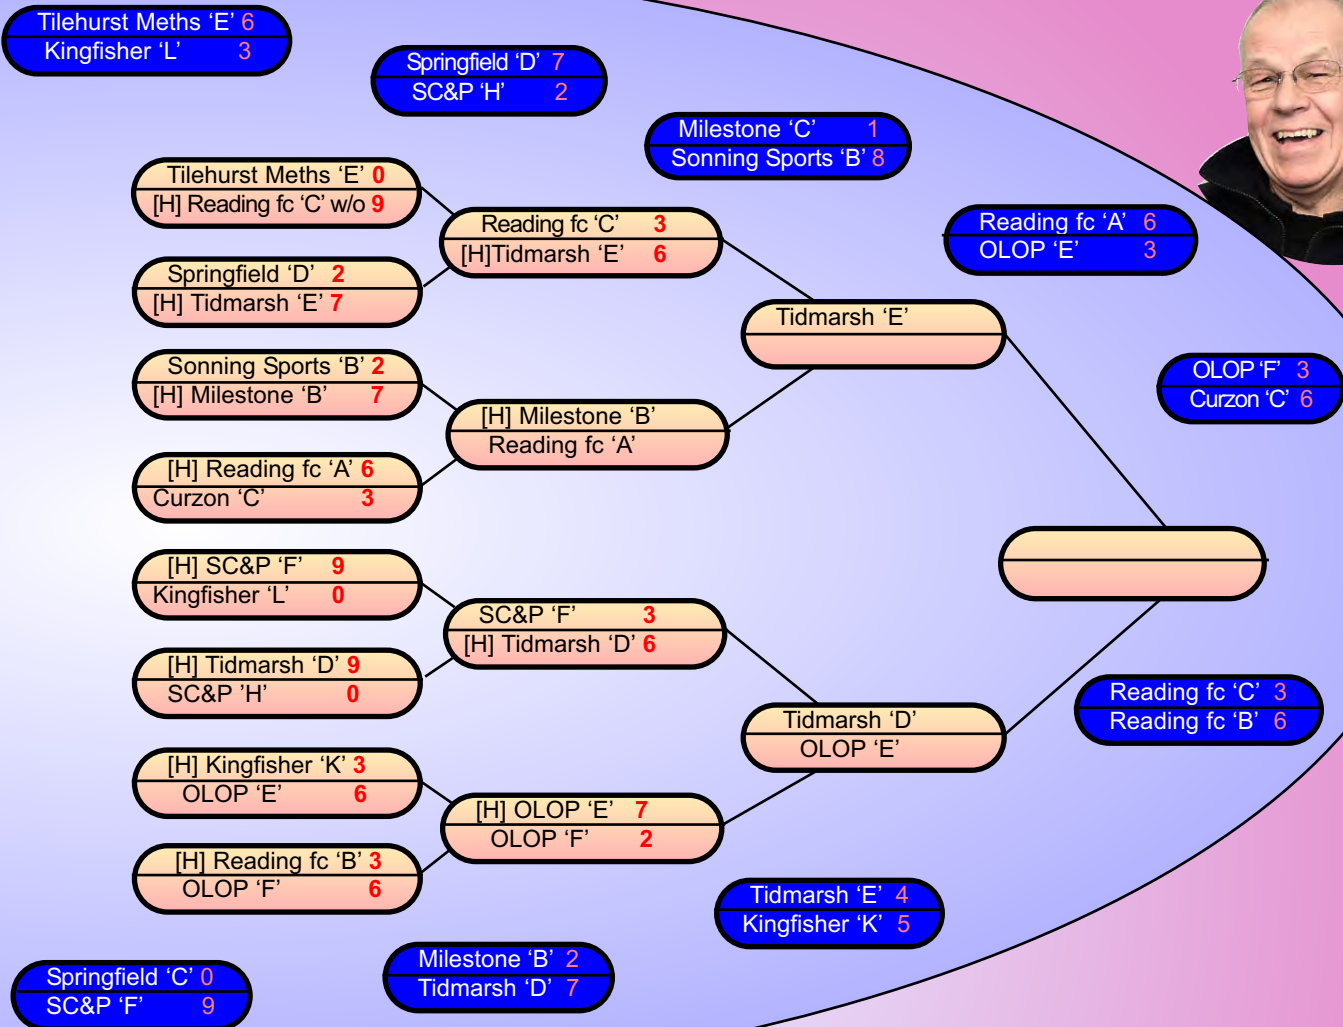 Tilehurst Meths ‘E’ 6
Kingfisher ‘L’ 3
Springfield ‘D’ 7
SC&P ‘H’ 2
Milestone ‘C’ 1
Sonning Sports ‘B’ 8
Reading fc ‘A’ 6
OLOP ‘E’ 3
OLOP ‘F’ 3
Curzon ‘C’ 6
Tilehurst Meths ‘E’ 0
[H] Reading fc ‘C’ w/o 9
Springfield ‘D’ 2
[H] Tidmarsh ‘E’ 7
Sonning Sports ‘B’ 2
[H] Milestone ‘B’ 7
[H] Reading fc ‘A’ 6
Curzon ‘C’ 3
[H] SC&P ‘F’ 9
Kingfisher ‘L’ 0
[H] Tidmarsh ‘D’ 9
SC&P ’H’ 0
[H] Kingfisher ‘K’ 3
OLOP ‘E’ 6
[H] Reading fc ‘B’ 3
OLOP ‘F’ 6
Reading fc ‘C’ 3
[H]Tidmarsh ‘E’ 6
[H] Milestone ‘B’
Reading fc ‘A’
SC&P ‘F’ 3
[H] Tidmarsh ‘D’ 6
[H] OLOP ‘E’ 7
OLOP ‘F’ 2
Tidmarsh ‘E’
Tidmarsh ‘D’
OLOP ‘E’
Reading fc ‘C’ 3
Reading fc ‘B’ 6
Tidmarsh ‘E’ 4
Kingfisher ‘K’ 5
Milestone ‘B’ 2
Tidmarsh ‘D’ 7
Springfield ‘C’ 0
SC&P ‘F’ 9